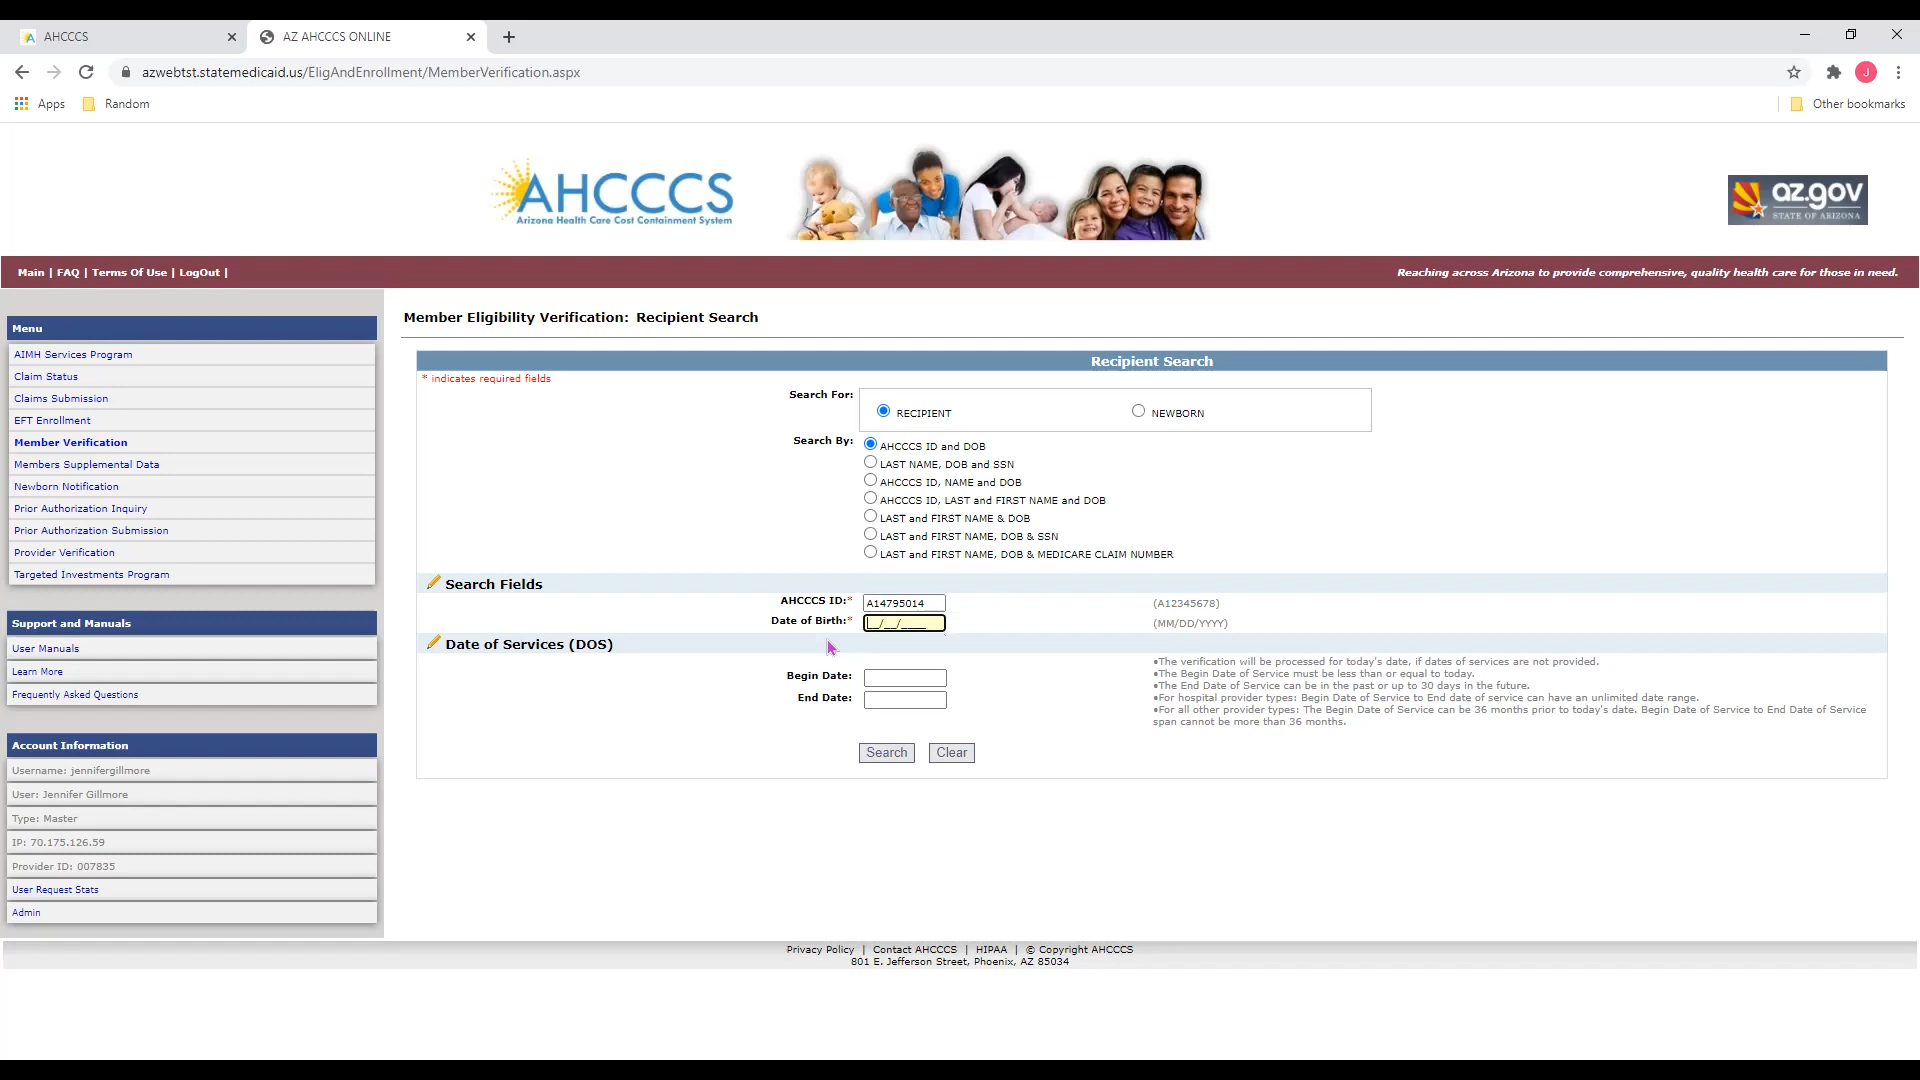 AHCCCS
AZ AHCCCS ONLINE
azwebtst.statemedicaid.us/EligAndEnrollment/MemberVerification.aspx
J
Apps
Random
Other bookmarks
AHCCCS
Arizona Health Care Cost Containment System
az.gov
STATE OF ARIZONA
Main | FAQ | Terms Of Use | LogOut |
Reaching across Arizona to provide comprehensive, quality health care for those in need.
Menu
AIMH Services Program
Claim Status
Claims Submission
EFT Enrollment
Member Verification
Members Supplemental Data
Newborn Notification
Prior Authorization Inquiry
Prior Authorization Submission
Provider Verification
Targeted Investments Program
Support and Manuals
User Manuals
Learn More
Frequently Asked Questions
Account Information
Username: jennifergillmore
User: Jennifer Gillmore
Type: Master
IP: 70.175.126.59
Provider ID: 007835
User Request Stats
Admin
Member Eligibility Verification: Recipient Search
Recipient Search
* indicates required fields
Search For:
RECIPIENT
NEWBORN
Search By:
AHCCCS ID and DOB
LAST NAME, DOB and SSN
AHCCCS ID, NAME and DOB
AHCCCS ID, LAST and FIRST NAME and DOB
LAST and FIRST NAME & DOB
LAST and FIRST NAME, DOB & SSN
LAST and FIRST NAME, DOB & MEDICARE CLAIM NUMBER
Search Fields
AHCCCS ID:* A14795014 (A12345678)
Date of Birth:* __/__/____ (MM/DD/YYYY)
Date of Services (DOS)
Begin Date:
End Date:
•The verification will be processed for today's date, if dates of services are not provided.
•The Begin Date of Service must be less than or equal to today.
•The End Date of Service can be in the past or up to 30 days in the future.
•For hospital provider types: Begin Date of Service to End date of service can have an unlimited date range.
•For all other provider types: The Begin Date of Service can be 36 months prior to today's date. Begin Date of Service to End Date of Service
span cannot be more than 36 months.
Search
Clear
Privacy Policy | Contact AHCCCS | HIPAA | © Copyright AHCCCS
801 E. Jefferson Street, Phoenix, AZ 85034